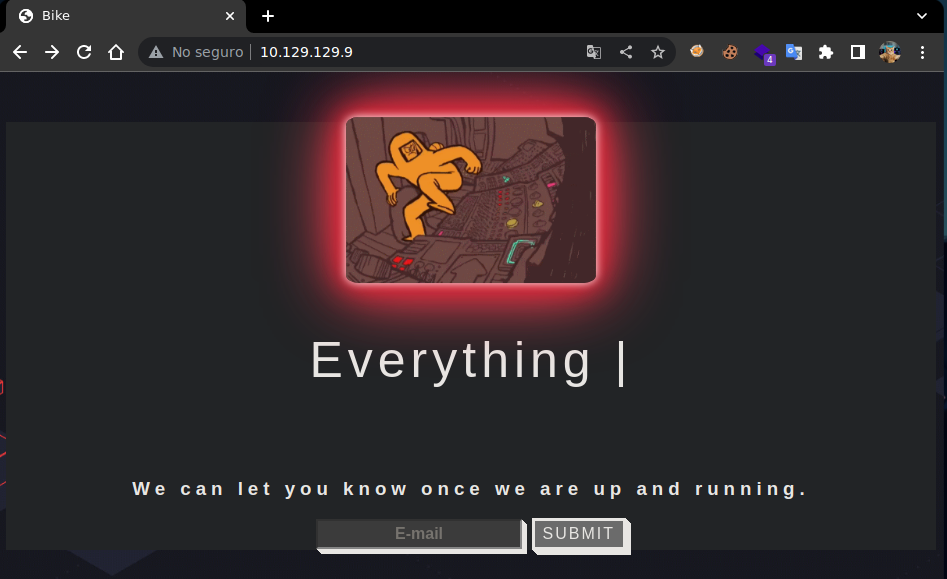 Bike
No seguro 10.129.129.9
4
Everything |
We can let you know once we are up and running.
E-mail SUBMIT